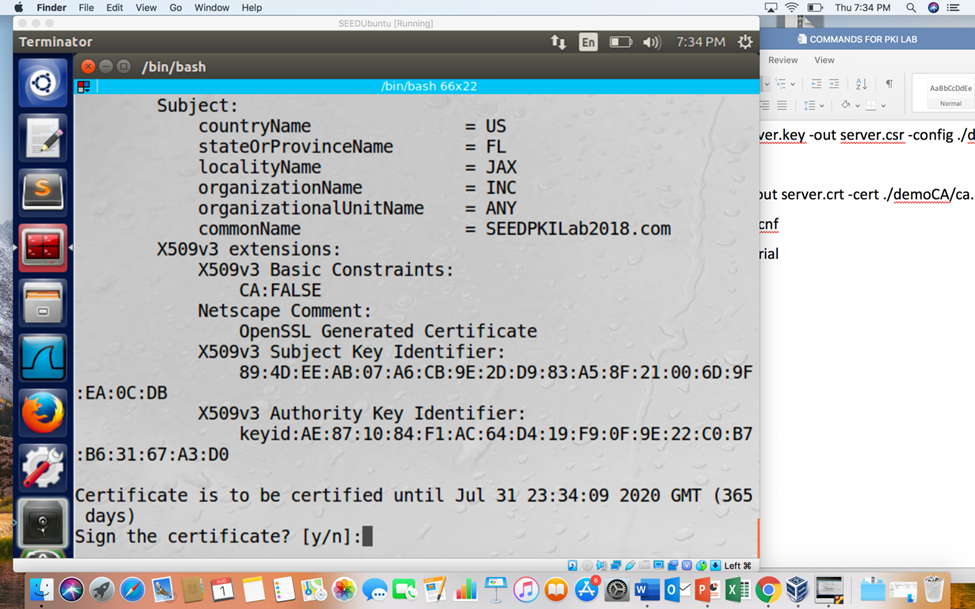 Finder File Edit View Go Window Help Thu 7:34 PM
SEEDUbuntu [Running]
Terminator En 7:34 PM
COMMANDS FOR PKI LAB
/bin/bash
Review View
/bin/bash 66x22
AaBbCcDdEe
Normal
Subject:
countryName = US
stateOrProvinceName = FL
localityName = JAX
organizationName = INC
organizationalUnitName = ANY
commonName = SEEDPKILab2018.com
X509v3 extensions:
X509v3 Basic Constraints:
CA:FALSE
Netscape Comment:
OpenSSL Generated Certificate
X509v3 Subject Key Identifier:
89:4D:EE:AB:07:A6:CB:9E:2D:D9:83:A5:8F:21:00:6D:9F
:EA:0C:DB
X509v3 Authority Key Identifier:
keyid:AE:87:10:84:F1:AC:64:D4:19:F9:0F:9E:22:C0:B7
:B6:31:67:A3:D0
Certificate is to be certified until Jul 31 23:34:09 2020 GMT (365
days)
Sign the certificate? [y/n]:
ver.key -out server.csr -config ./d
out server.crt -cert ./demoCA/ca.
cnf
rial
Left ⌘